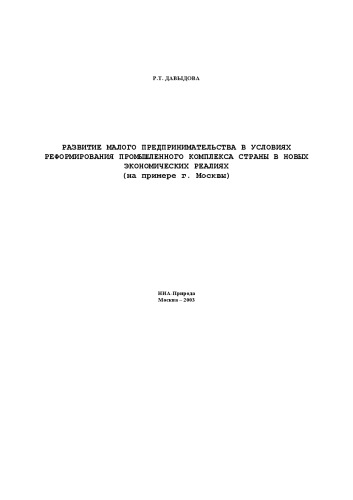 Р.Т. ДАВЫДОВА
РАЗВИТИЕ МАЛОГО ПРЕДПРИНИМАТЕЛЬСТВА В УСЛОВИЯХ
РЕФОРМИРОВАНИЯ ПРОМЫШЛЕННОГО КОМПЛЕКСА СТРАНЫ В НОВЫХ
ЭКОНОМИЧЕСКИХ РЕАЛИЯХ
(на примере г. Москвы)
НИА-Природа
Москва – 2003